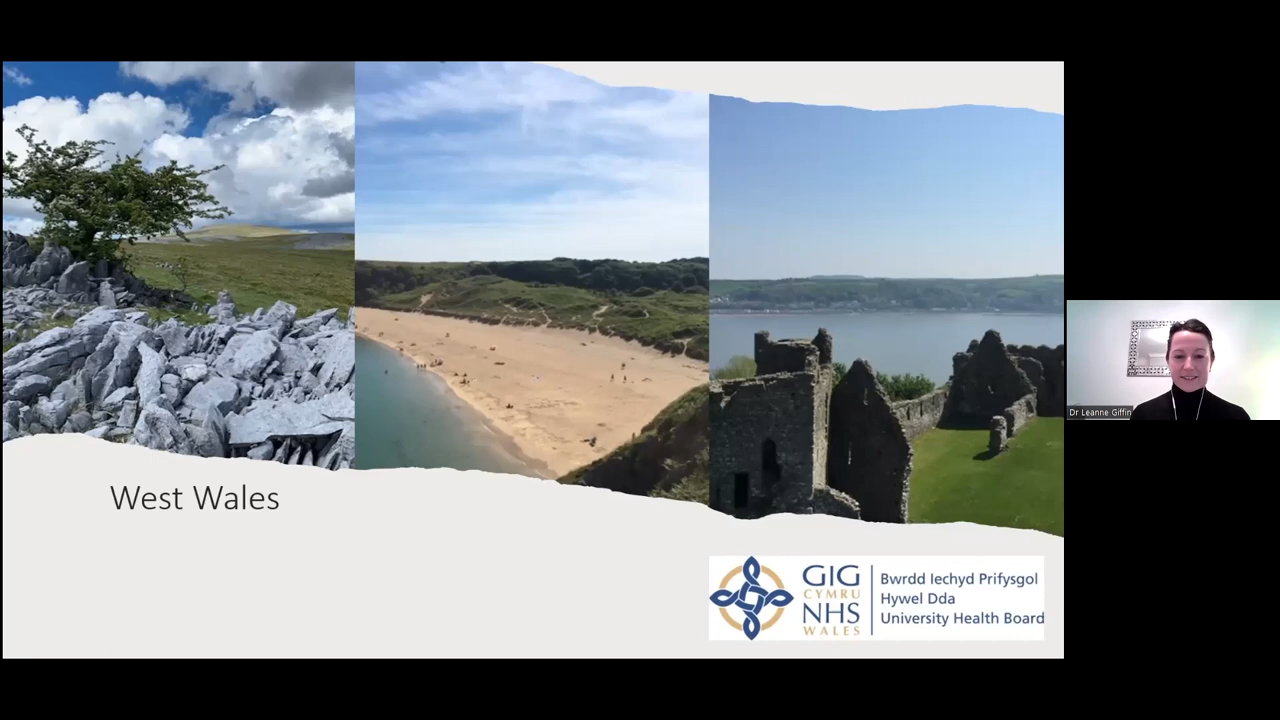 West Wales
GIG
CYMRU
NHS
WALES
Bwrdd Iechyd Prifysgol
Hywel Dda
University Health Board
Dr Leanne Giffin